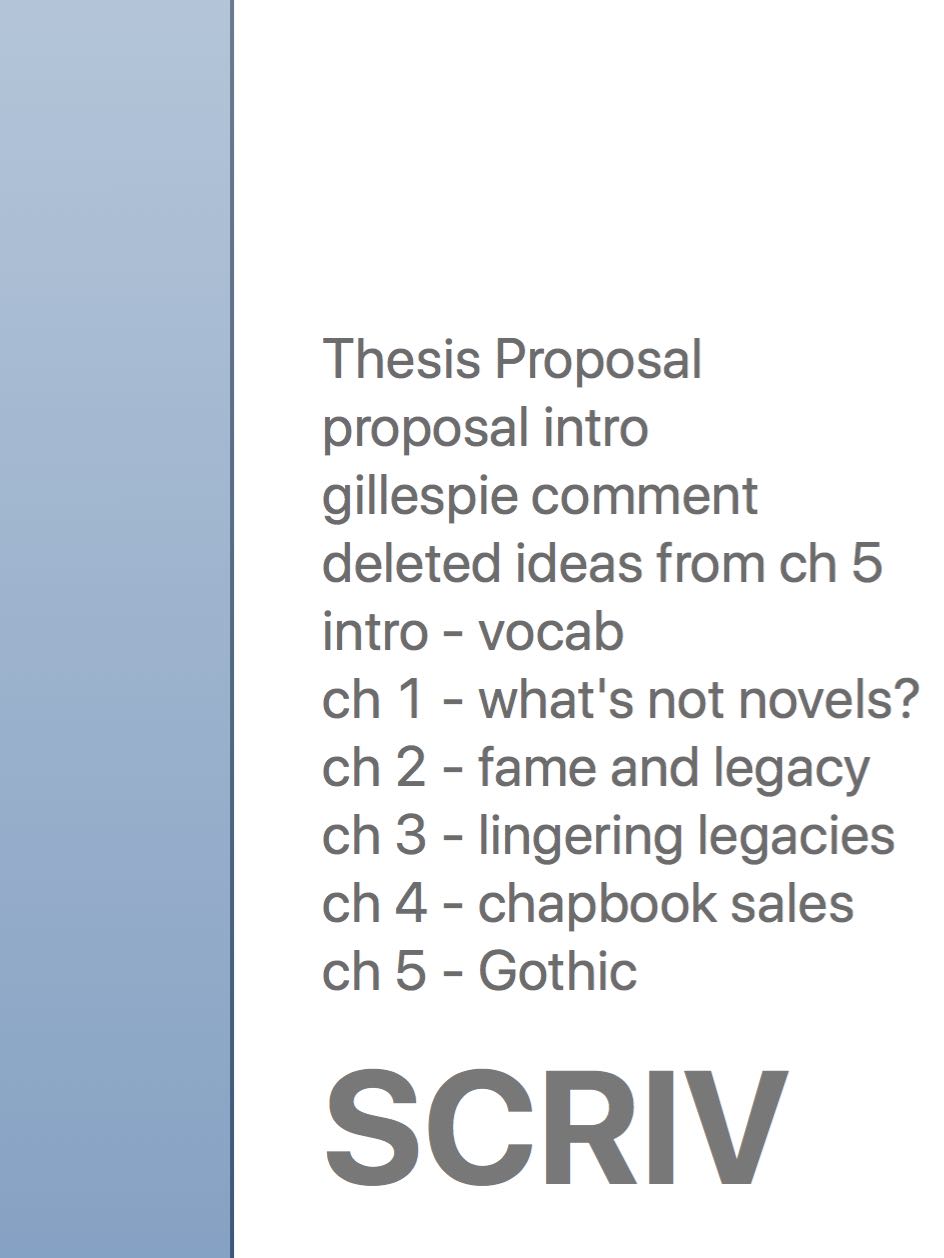 Thesis Proposal
proposal intro
gillespie comment
deleted ideas from ch 5
intro - vocab
ch 1 - what's not novels?
ch 2 - fame and legacy
ch 3 - lingering legacies
ch 4 - chapbook sales
ch 5 - Gothic
SCRIV